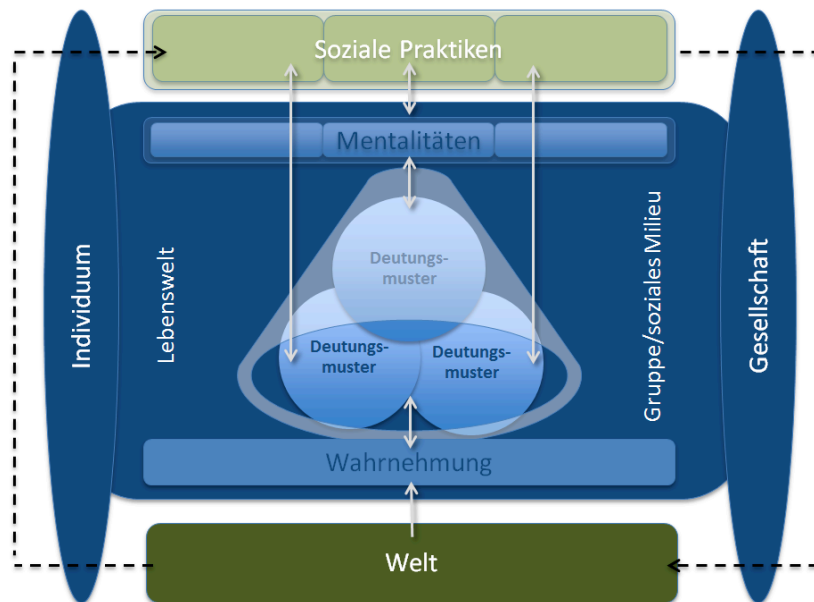 Soziale Praktiken
Mentalitäten
Individuum
Lebenswelt
Deutungs-
muster
Deutungs-
muster
Deutungs-
muster
Gruppe/soziales Milieu
Gesellschaft
Wahrnehmung
Welt